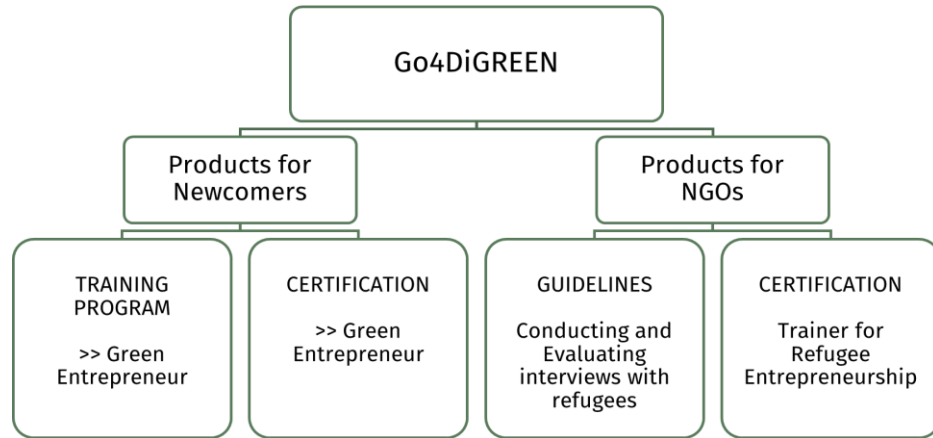 Go4DiGREEN
Products for
Newcomers
Products for
NGOs
TRAINING
PROGRAM
>> Green
Entrepreneur
CERTIFICATION
>> Green
Entrepreneur
GUIDELINES
Conducting and
Evaluating
interviews with
refugees
CERTIFICATION
Trainer for
Refugee
Entrepreneurship